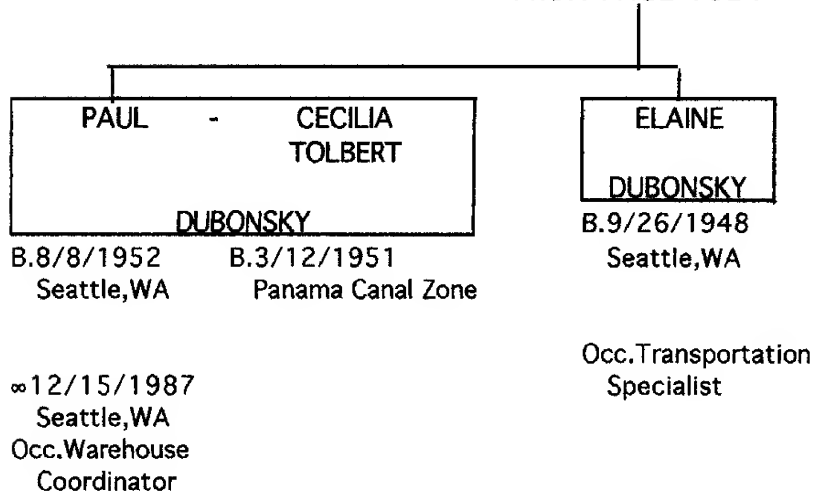 PAUL - CECILIA
TOLBERT
DUBONSKY
B.8/8/1952 B.3/12/1951
Seattle,WA Panama Canal Zone
∞12/15/1987
Seattle,WA
Occ.Warehouse
Coordinator
ELAINE
DUBONSKY
B.9/26/1948
Seattle,WA
Occ.Transportation
Specialist